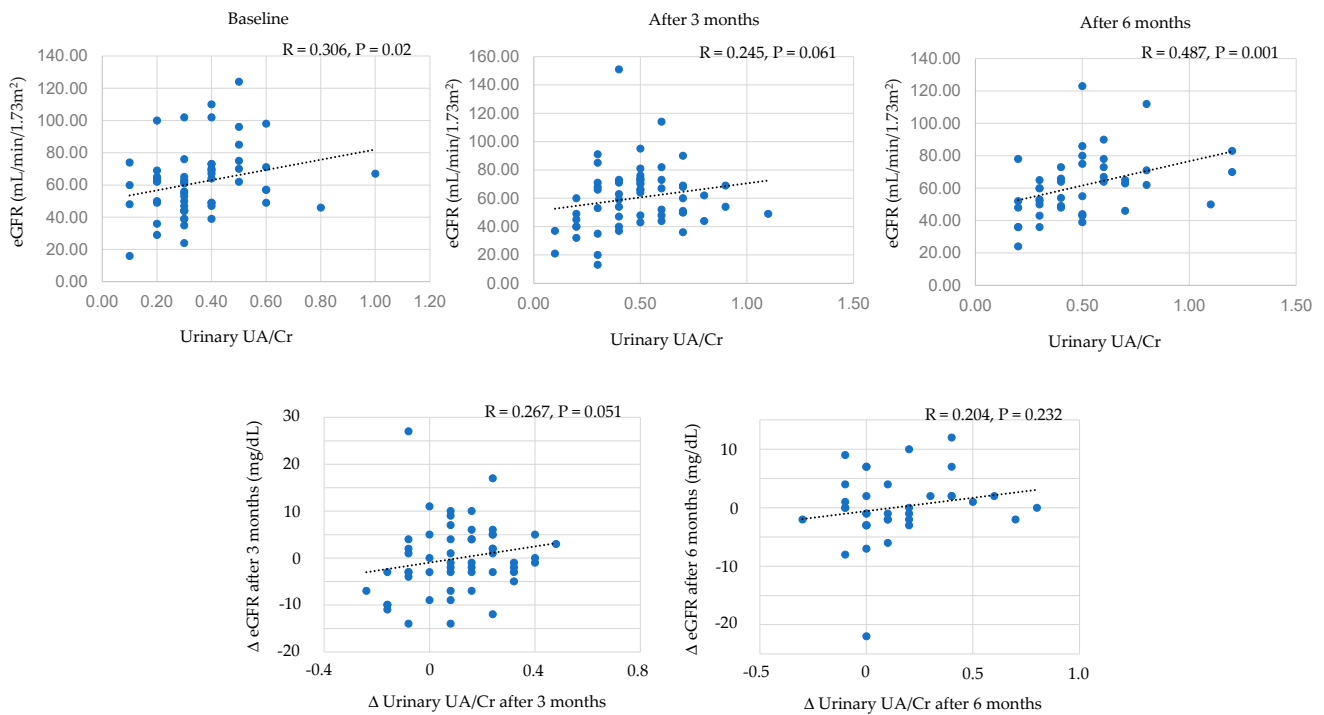 Baseline
R = 0.306, P = 0.02
eGFR (mL/min/1.73m²)
140.00
120.00
100.00
80.00
60.00
40.00
20.00
0.00
0.00 0.20 0.40 0.60 0.80 1.00 1.20
Urinary UA/Cr
After 3 months
R = 0.245, P = 0.061
eGFR (mL/min/1.73m²)
160.00
140.00
120.00
100.00
80.00
60.00
40.00
20.00
0.00
0.00 0.50 1.00 1.50
Urinary UA/Cr
After 6 months
R = 0.487, P = 0.001
eGFR (mL/min/1.73m²)
140.00
120.00
100.00
80.00
60.00
40.00
20.00
0.00
0.00 0.50 1.00 1.50
Urinary UA/Cr
R = 0.267, P = 0.051
Δ eGFR after 3 months (mg/dL)
30
20
10
0
-10
-20
-0.4 0 0.4 0.8
Δ Urinary UA/Cr after 3 months
R = 0.204, P = 0.232
Δ eGFR after 6 months (mg/dL)
10
0
-10
-20
-0.5 0 0.5 1.0
Δ Urinary UA/Cr after 6 months